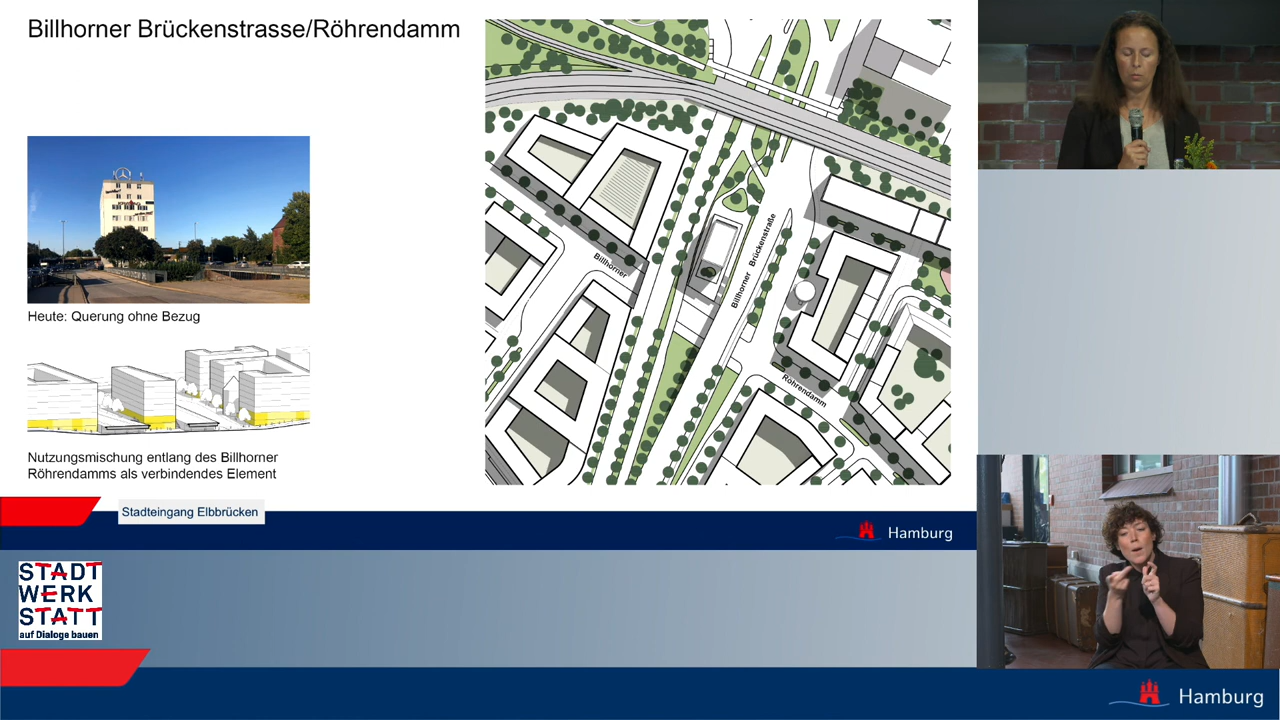 Billhorner Brückenstrasse/Röhrendamm
Heute: Querung ohne Bezug
Nutzungsmischung entlang des Billhorner
Röhrendamms als verbindendes Element
Billhorner
Billhorner Brückenstraße
Röhrendamm
Stadteingang Elbbrücken
Hamburg
STADT
WERK
STATT
auf Dialoge bauen
Hamburg